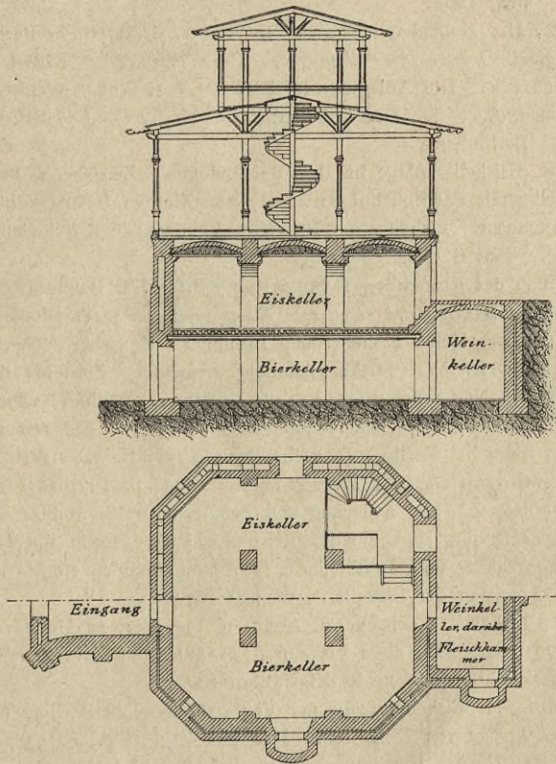 Eiskeller
Bierkeller
Wein-
keller
Eiskeller
Eingang
Bierkeller
Weinkel-
ler, darüber
Fleischkam-
mer